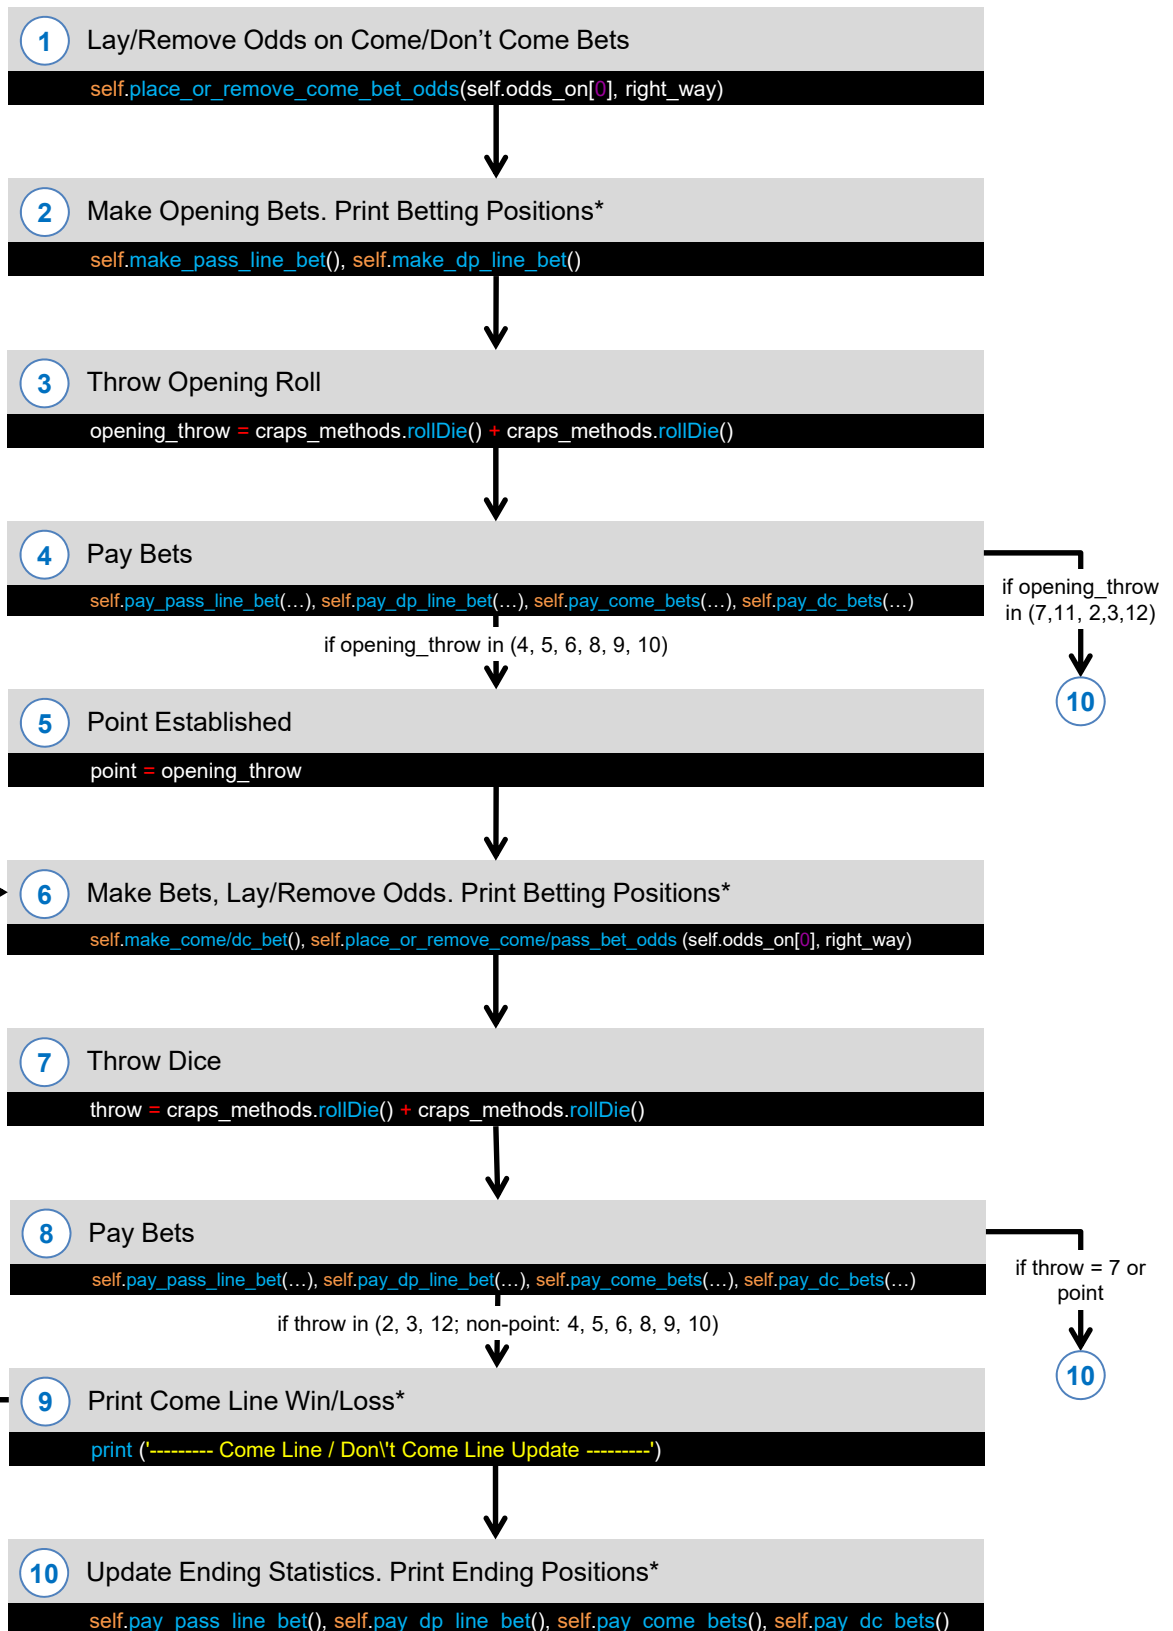 1 Lay/Remove Odds on Come/Don’t Come Bets
self.place_or_remove_come_bet_odds(self.odds_on[0], right_way)
2 Make Opening Bets. Print Betting Positions*
self.make_pass_line_bet(), self.make_dp_line_bet()
3 Throw Opening Roll
opening_throw = craps_methods.rollDie() + craps_methods.rollDie()
4 Pay Bets
self.pay_pass_line_bet(…), self.pay_dp_line_bet(…), self.pay_come_bets(…), self.pay_dc_bets(…)
if opening_throw
in (7,11, 2,3,12)
10
if opening_throw in (4, 5, 6, 8, 9, 10)
5 Point Established
point = opening_throw
6 Make Bets, Lay/Remove Odds. Print Betting Positions*
self.make_come/dc_bet(), self.place_or_remove_come/pass_bet_odds (self.odds_on[0], right_way)
7 Throw Dice
throw = craps_methods.rollDie() + craps_methods.rollDie()
8 Pay Bets
self.pay_pass_line_bet(…), self.pay_dp_line_bet(…), self.pay_come_bets(…), self.pay_dc_bets(…)
if throw = 7 or
point
10
if throw in (2, 3, 12; non-point: 4, 5, 6, 8, 9, 10)
9 Print Come Line Win/Loss*
print ('--------- Come Line / Don\'t Come Line Update ---------')
10 Update Ending Statistics. Print Ending Positions*
self.pay_pass_line_bet(), self.pay_dp_line_bet(), self.pay_come_bets(), self.pay_dc_bets()